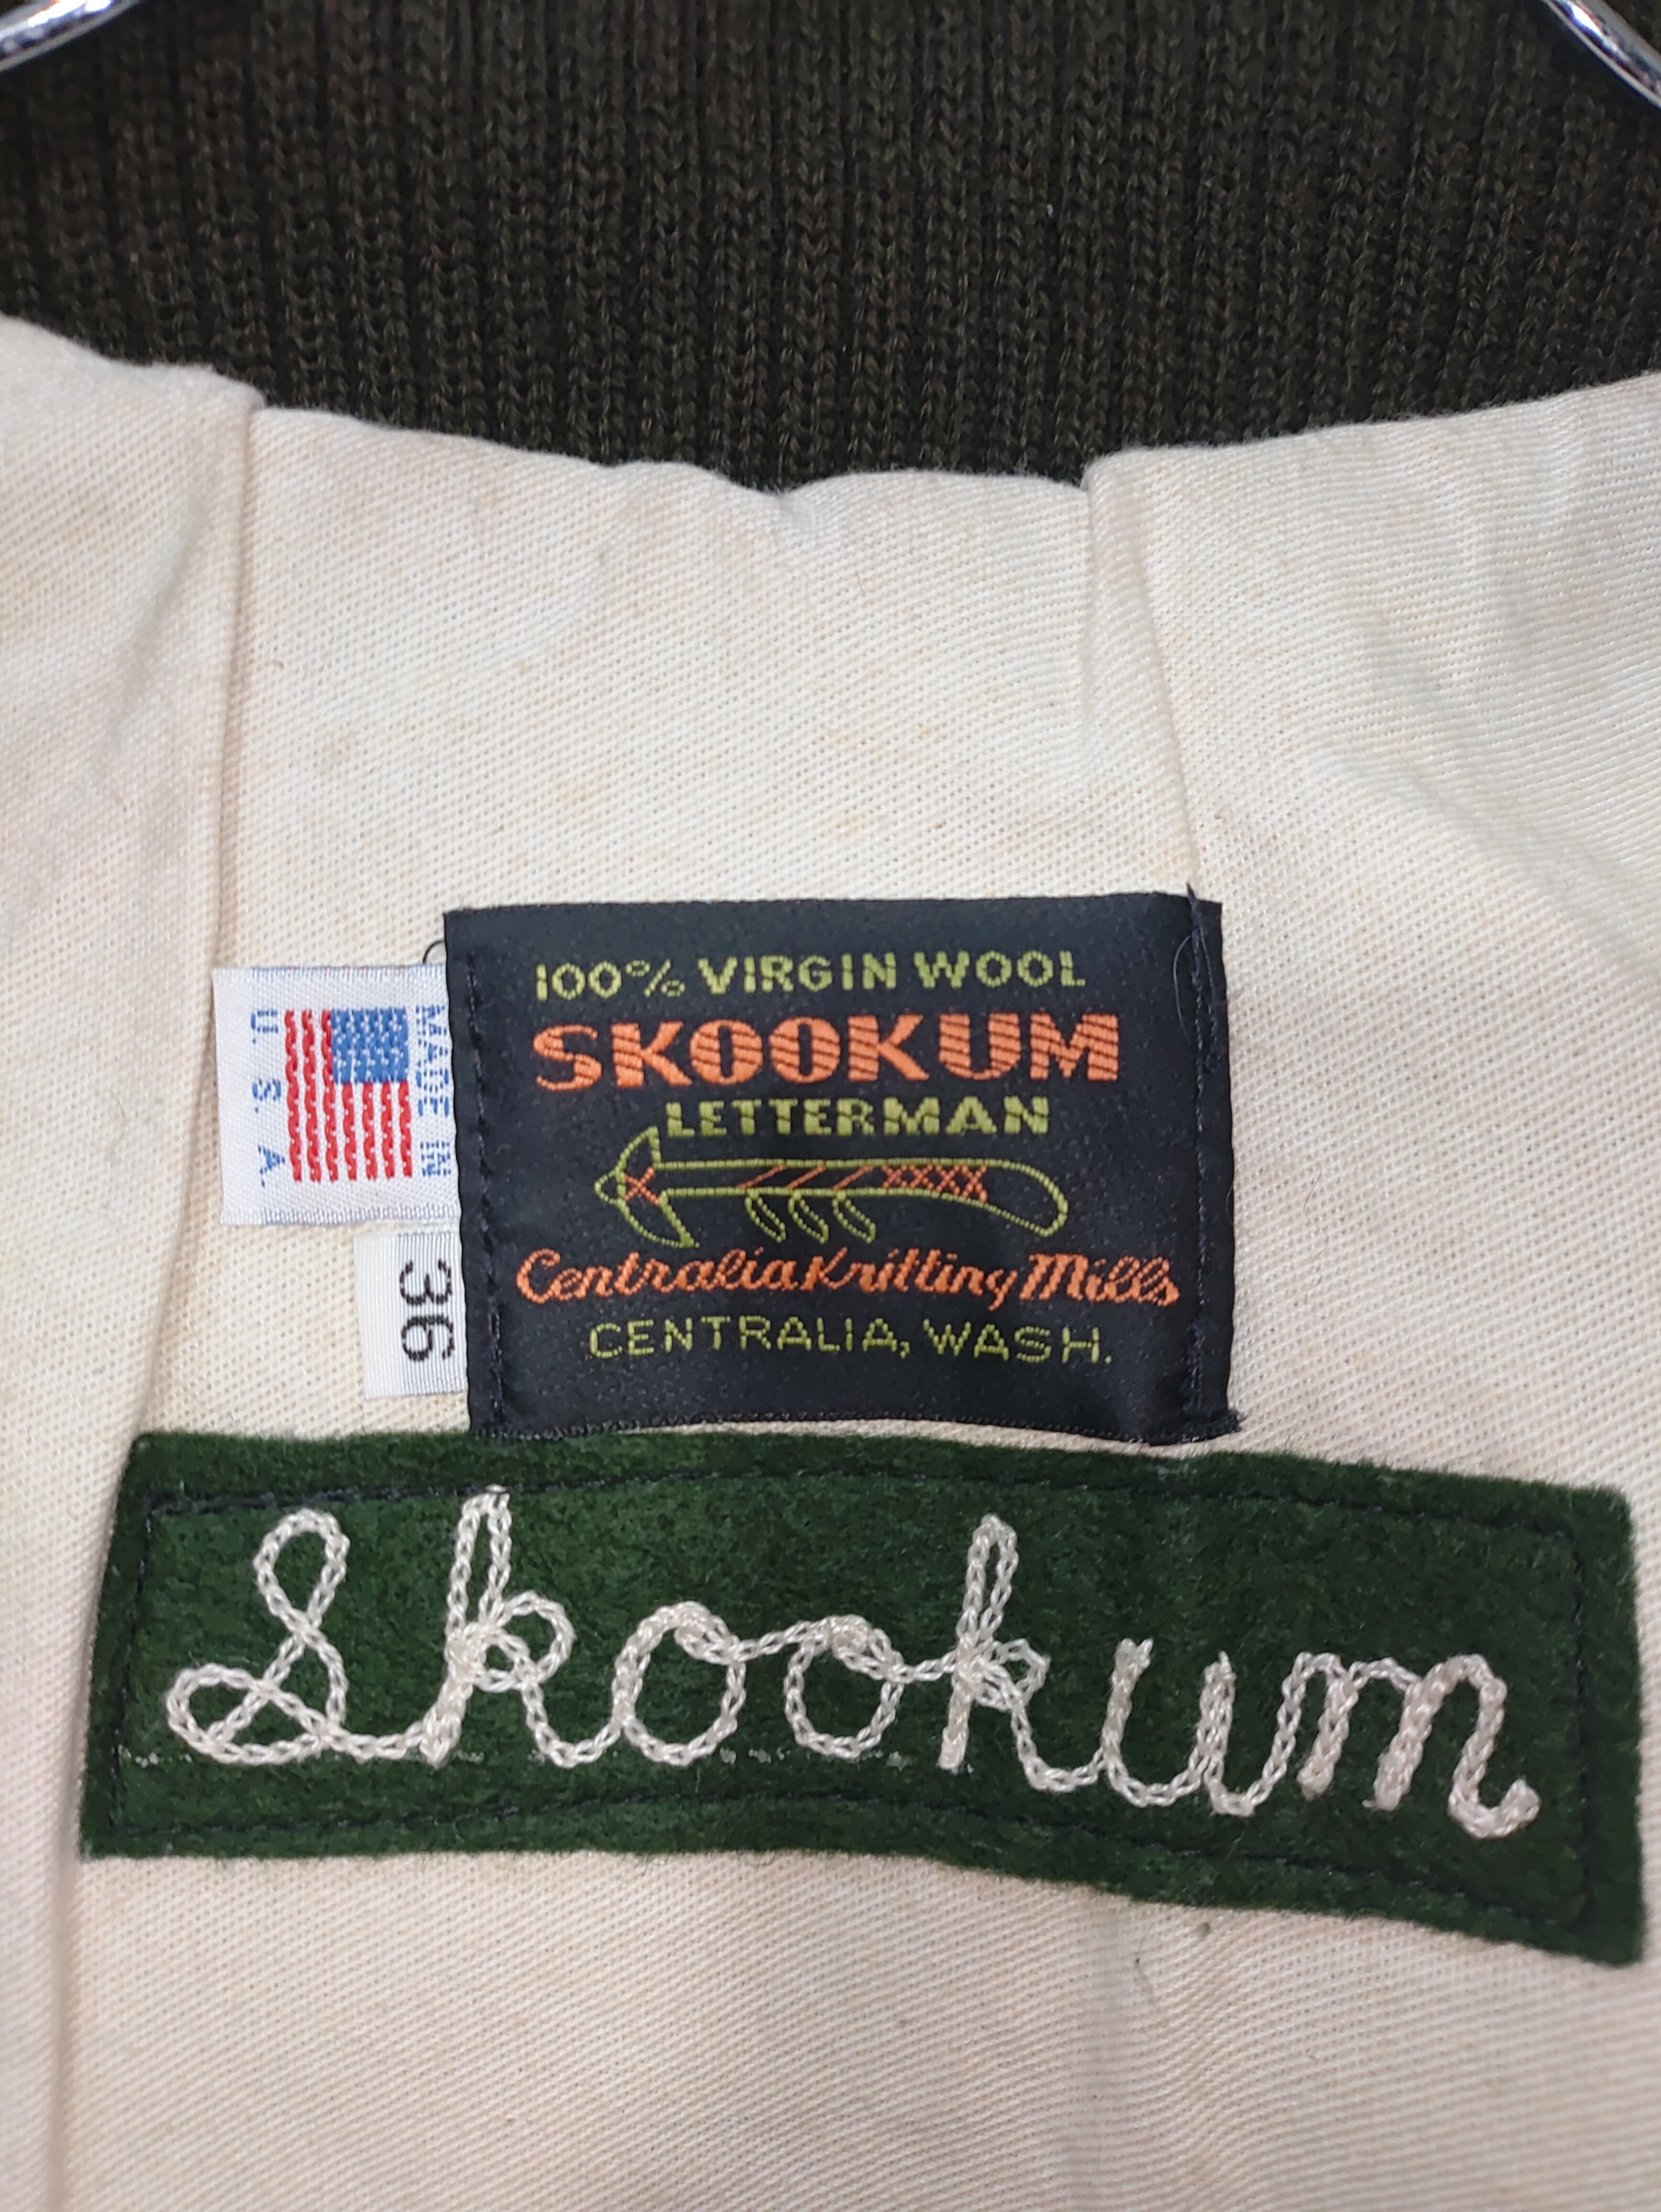 100% VIRGIN WOOL
SKOOKUM
LETTERMAN
Centralia Knitting Mills
CENTRALIA, WASH.
MADE IN
U. S. A.
36
Skookum